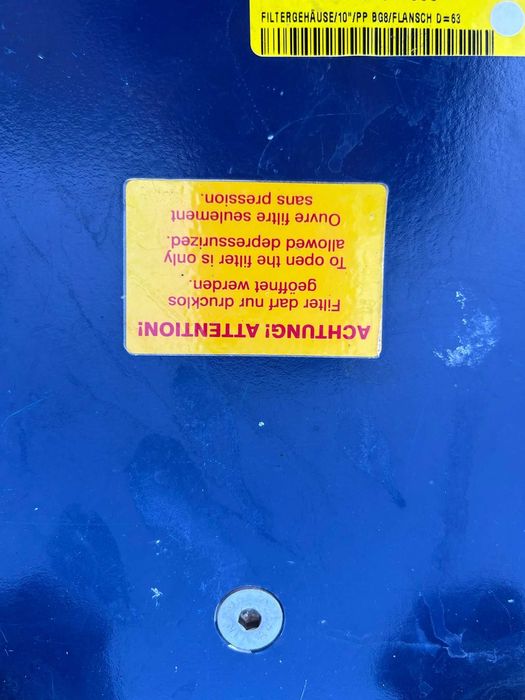 FILTERGEHÄUSE/10"/PP BG8/FLANSCH D=63
ACHTUNG! ATTENTION!
Filter darf nur drucklos
geöffnet werden.
To open the filter is only
allowed depressurized.
Ouvre filtre seulement
sans pression.